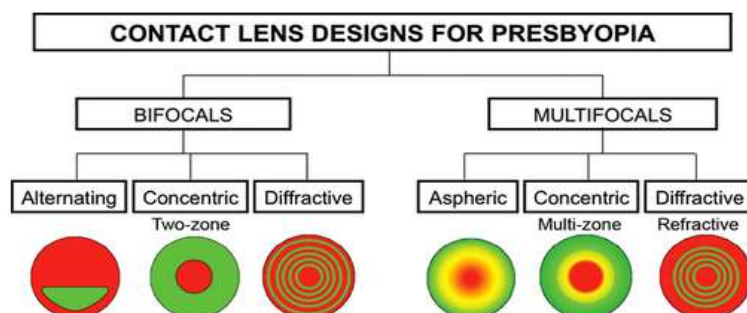 CONTACT LENS DESIGNS FOR PRESBYOPIA
BIFOCALS
MULTIFOCALS
Alternating
Concentric
Diffractive
Aspheric
Concentric
Diffractive
Two-zone
Multi-zone
Refractive